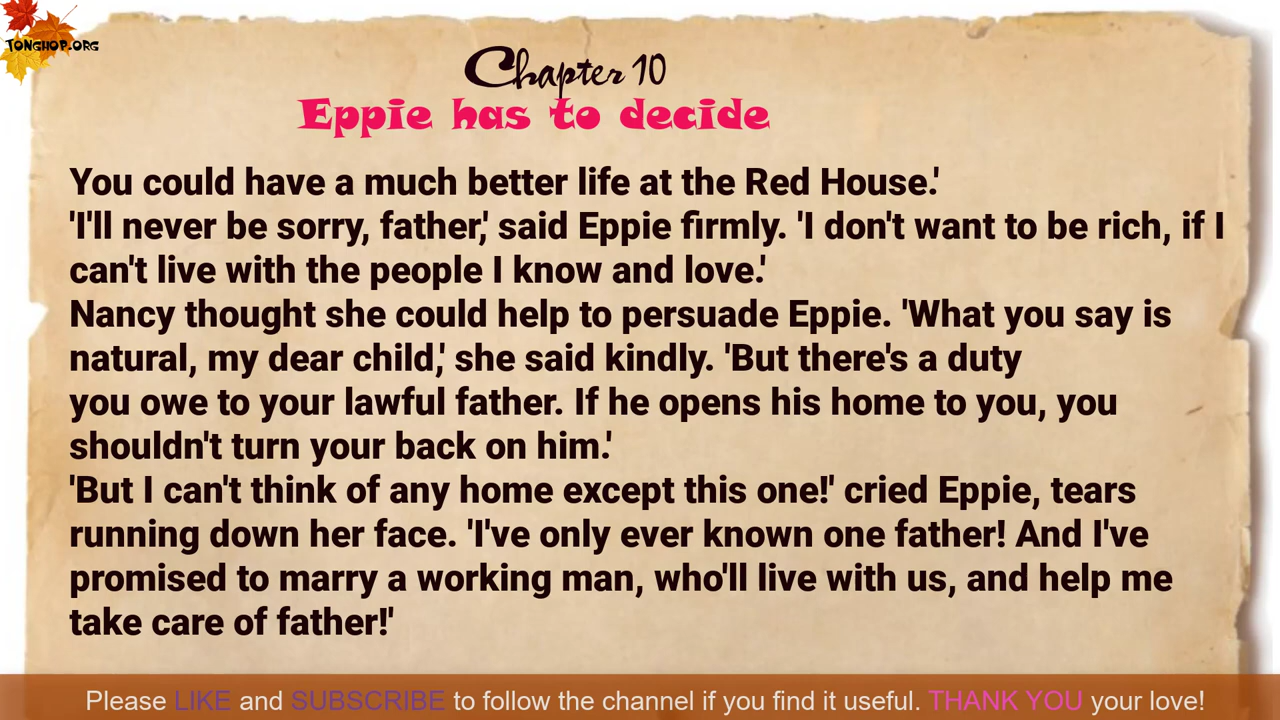 TONGHOP.ORG
Chapter 10
Eppie has to decide
You could have a much better life at the Red House.'
'I'll never be sorry, father,' said Eppie firmly. 'I don't want to be rich, if I
can't live with the people I know and love.'
Nancy thought she could help to persuade Eppie. 'What you say is
natural, my dear child,' she said kindly. 'But there's a duty
you owe to your lawful father. If he opens his home to you, you
shouldn't turn your back on him.'
'But I can't think of any home except this one!' cried Eppie, tears
running down her face. 'I've only ever known one father! And I've
promised to marry a working man, who'll live with us, and help me
take care of father!'
Please LIKE and SUBSCRIBE to follow the channel if you find it useful. THANK YOU your love!